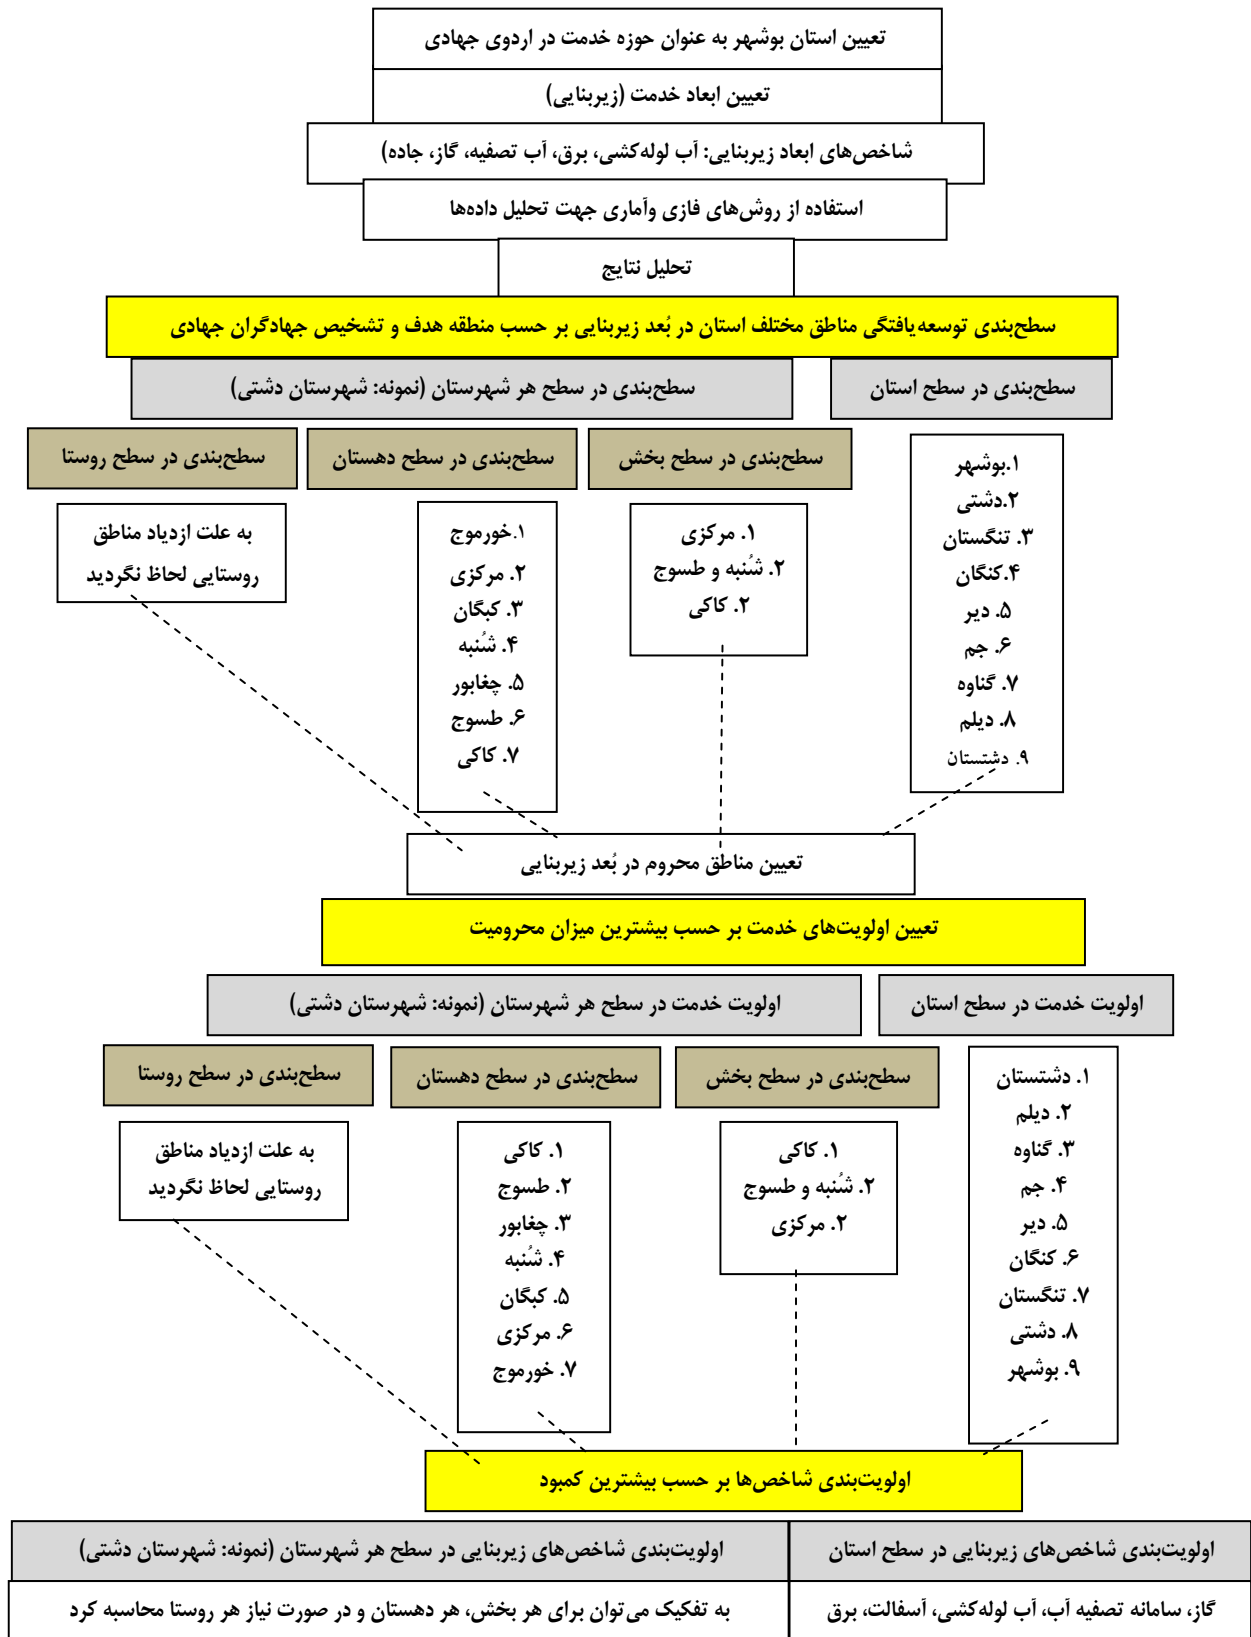 تعیین استان بوشهر به عنوان حوزه خدمت در اردوی جهادی
تعیین ابعاد خدمت (زیربنایی)
شاخص‌های ابعاد زیربنایی: آب لوله‌کشی، برق، آب تصفیه، گاز، جاده)
استفاده از روش‌های فازی وآماری جهت تحلیل داده‌ها
تحلیل نتایج
سطح‌بندی توسعه‌یافتگی مناطق مختلف استان در بُعد زیربنایی بر حسب منطقه هدف و تشخیص جهادگران جهادی
سطح‌بندی در سطح استان
سطح‌بندی در سطح هر شهرستان (نمونه: شهرستان دشتی)
۱.بوشهر
۲.دشتی
۳. تنگستان
۴.کنگان
۵. دیر
۶. جم
۷. گناوه
۸. دیلم
۹. دشتستان
سطح‌بندی در سطح بخش
۱. مرکزی
۲. شُنبه و طسوج
۲. کاکی
سطح‌بندی در سطح دهستان
۱.خورموج
۲. مرکزی
۳. کبگان
۴. شُنبه
۵. چغابور
۶. طسوج
۷. کاکی
سطح‌بندی در سطح روستا
به علت ازدیاد مناطق
روستایی لحاظ نگردید
تعیین مناطق محروم در بُعد زیربنایی
تعیین اولویت‌های خدمت بر حسب بیشترین میزان محرومیت
اولویت خدمت در سطح استان
اولویت خدمت در سطح هر شهرستان (نمونه: شهرستان دشتی)
۱. دشتستان
۲. دیلم
۳. گناوه
۴. جم
۵. دیر
۶. کنگان
۷. تنگستان
۸. دشتی
۹. بوشهر
سطح‌بندی در سطح بخش
۱. کاکی
۲. شُنبه و طسوج
۲. مرکزی
سطح‌بندی در سطح دهستان
۱. کاکی
۲. طسوج
۳. چغابور
۴. شُنبه
۵. کبگان
۶. مرکزی
۷. خورموج
سطح‌بندی در سطح روستا
به علت ازدیاد مناطق
روستایی لحاظ نگردید
اولویت‌بندی شاخص‌ها بر حسب بیشترین کمبود
اولویت‌بندی شاخص‌های زیربنایی در سطح استان
اولویت‌بندی شاخص‌های زیربنایی در سطح هر شهرستان (نمونه: شهرستان دشتی)
گاز، سامانه تصفیه آب، آب لوله‌کشی، آسفالت، برق
به تفکیک می‌توان برای هر بخش، هر دهستان و در صورت نیاز هر روستا محاسبه کرد